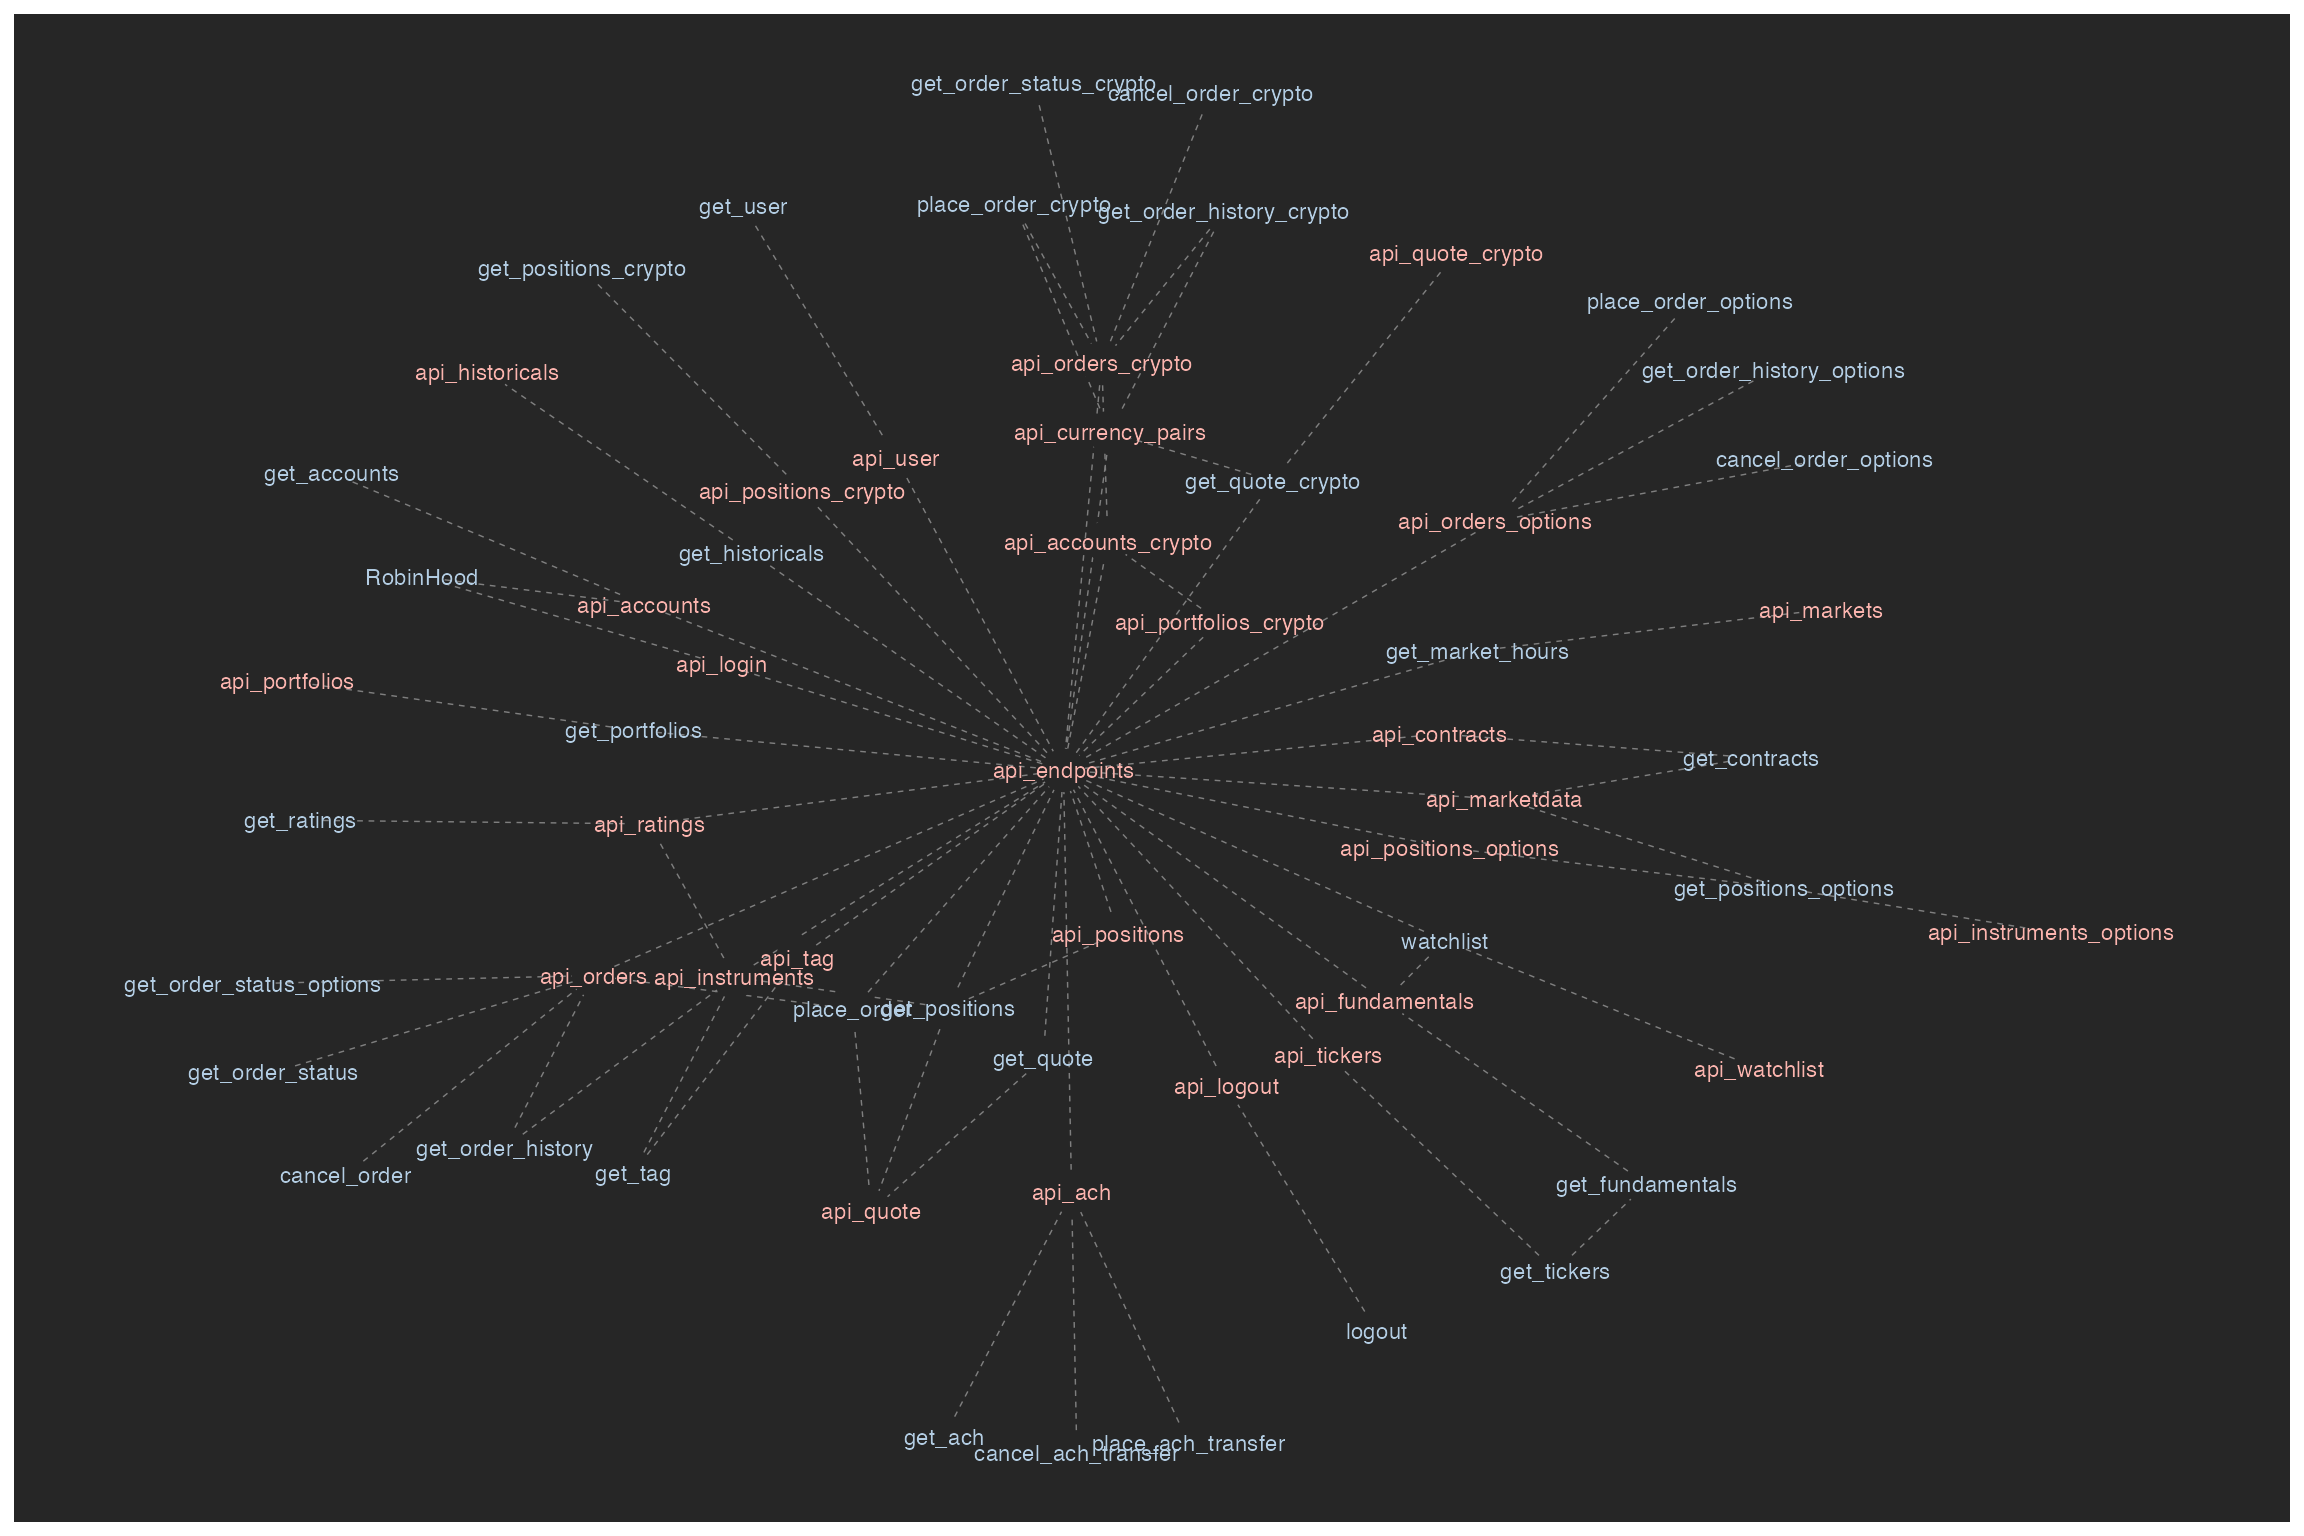 get_order_status_crypto
cancel_order_crypto
get_user
place_order_crypto
get_order_history_crypto
api_quote_crypto
get_positions_crypto
place_order_options
api_orders_crypto
api_historicals
get_order_history_options
api_currency_pairs
api_user
cancel_order_options
get_accounts
get_quote_crypto
api_positions_crypto
api_orders_options
api_accounts_crypto
get_historicals
RobinHood
api_accounts
api_markets
api_portfolios_crypto
get_market_hours
api_login
api_portfolios
get_portfolios
api_contracts
get_contracts
api_endpoints
api_marketdata
get_ratings
api_ratings
api_positions_options
get_positions_options
api_positions
api_instruments_options
watchlist
api_tag
api_orders
api_instruments
get_order_status_options
api_fundamentals
place_order
get_positions
get_quote
api_tickers
get_order_status
api_watchlist
api_logout
get_order_history
cancel_order
get_tag
get_fundamentals
api_ach
api_quote
get_tickers
logout
get_ach
place_ach_transfer
cancel_ach_transfer